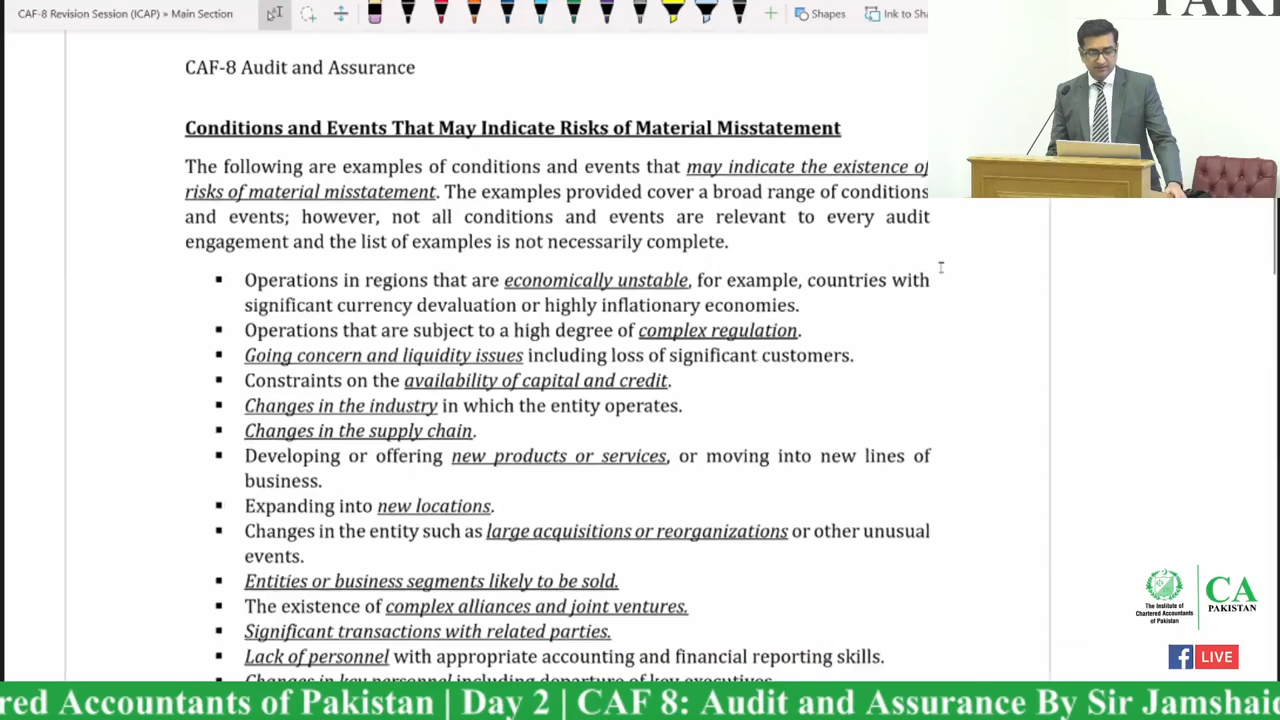 CAF-8 Revision Session (ICAP) » Main Section
Shapes
Ink to Sha
CAF-8 Audit and Assurance
Conditions and Events That May Indicate Risks of Material Misstatement
The following are examples of conditions and events that may indicate the existence of
risks of material misstatement. The examples provided cover a broad range of conditions
and events; however, not all conditions and events are relevant to every audit
engagement and the list of examples is not necessarily complete.
▪ Operations in regions that are economically unstable, for example, countries with
significant currency devaluation or highly inflationary economies.
▪ Operations that are subject to a high degree of complex regulation.
▪ Going concern and liquidity issues including loss of significant customers.
▪ Constraints on the availability of capital and credit.
▪ Changes in the industry in which the entity operates.
▪ Changes in the supply chain.
▪ Developing or offering new products or services, or moving into new lines of
business.
▪ Expanding into new locations.
▪ Changes in the entity such as large acquisitions or reorganizations or other unusual
events.
▪ Entities or business segments likely to be sold.
▪ The existence of complex alliances and joint ventures.
▪ Significant transactions with related parties.
▪ Lack of personnel with appropriate accounting and financial reporting skills.
Changes in key personnel including departure of key executives.
The Institute of
Chartered Accountants
of Pakistan
CA
PAKISTAN
f LIVE
red Accountants of Pakistan | Day 2 | CAF 8: Audit and Assurance By Sir Jamshaid